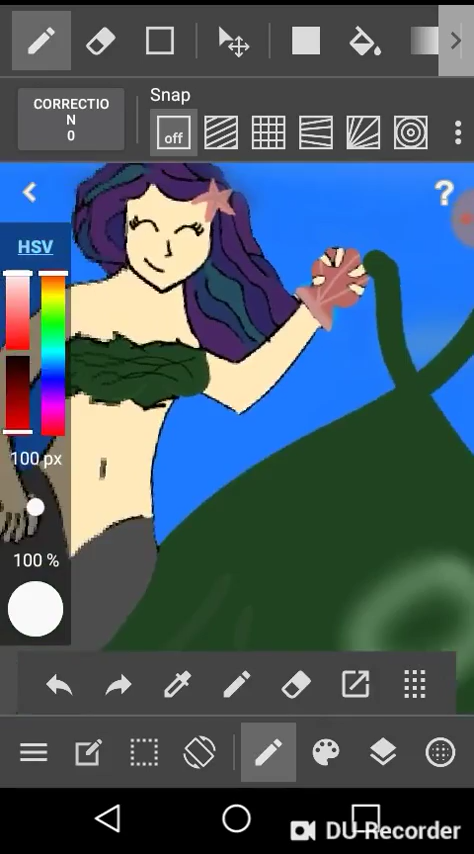 CORRECTIO
N
0
Snap
off
?
HSV
100 px
100 %
DU Recorder